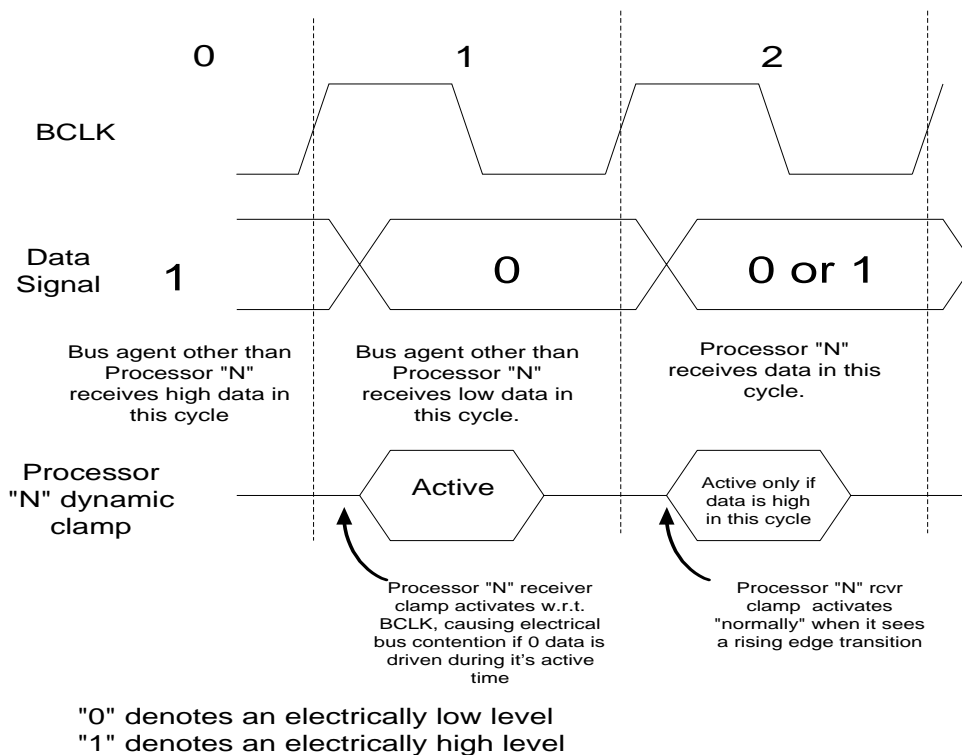 0
1
2
BCLK
Data
Signal
1
0
0 or 1
Bus agent other than
Processor "N"
receives high data in
this cycle
Bus agent other than
Processor "N"
receives low data in
this cycle.
Processor "N"
receives data in this
cycle.
Processor
"N" dynamic
clamp
Active
Active only if
data is high
in this cycle
Processor "N" receiver
clamp activates w.r.t.
BCLK, causing electrical
bus contention if 0 data is
driven during it's active
time
Processor "N" rcvr
clamp activates
"normally" when it sees
a rising edge transition
"0" denotes an electrically low level
"1" denotes an electrically high level